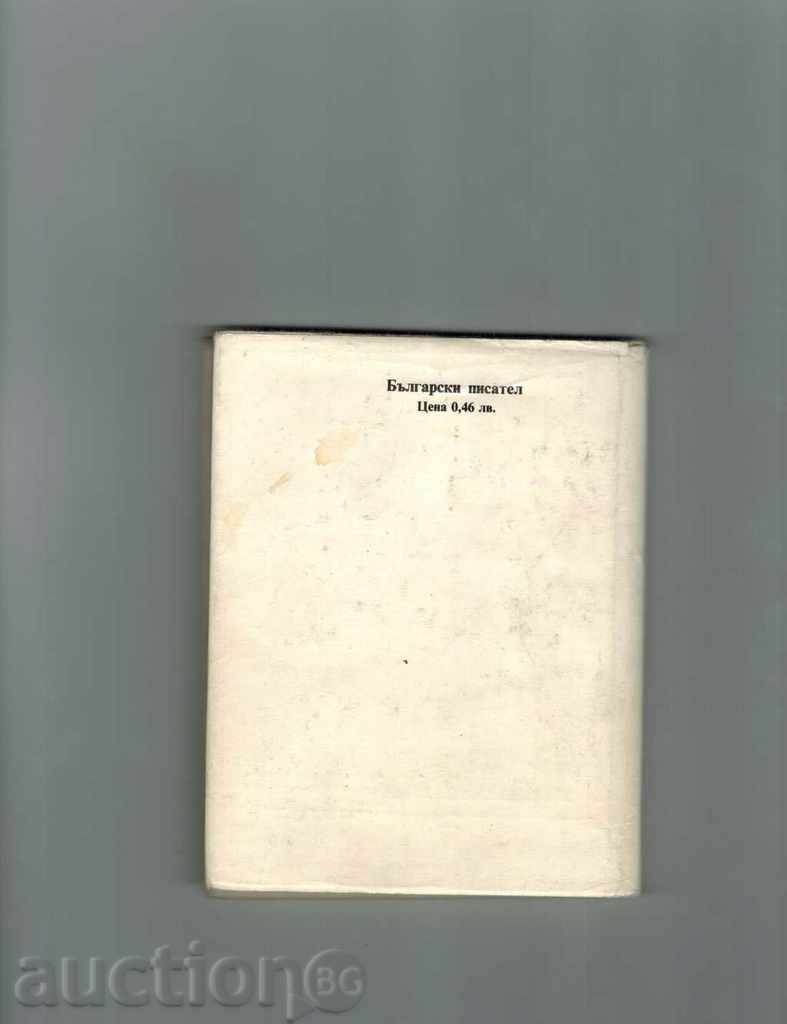 Български писател
Цена 0,46 лв.
auctionBG